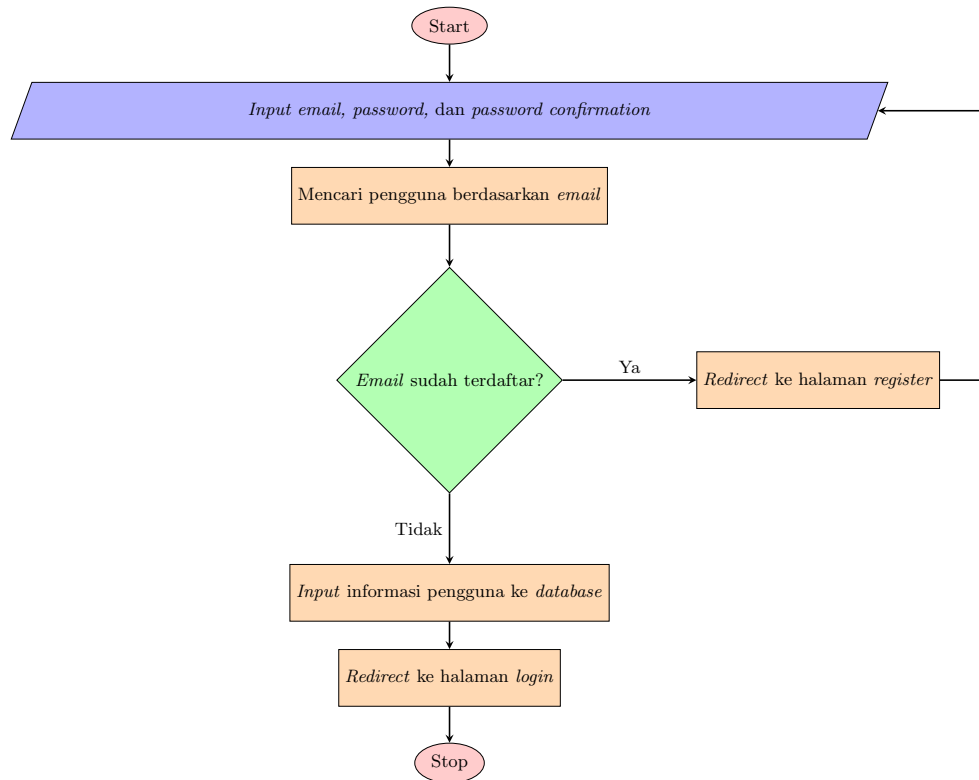 Start
Input email, password, dan password confirmation
Mencari pengguna berdasarkan email
Email sudah terdaftar?
Ya
Redirect ke halaman register
Tidak
Input informasi pengguna ke database
Redirect ke halaman login
Stop